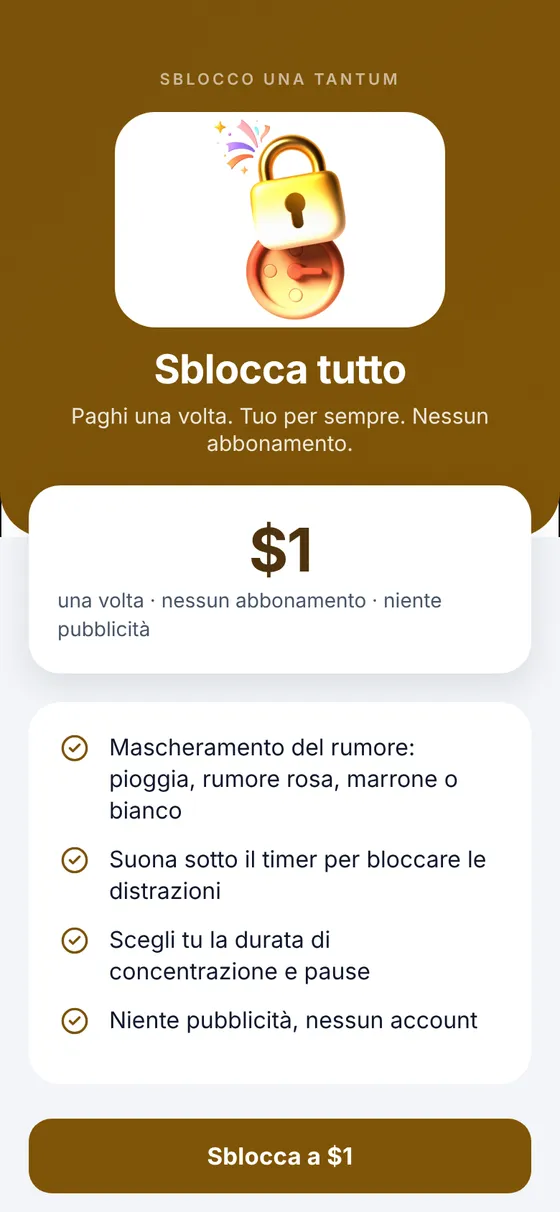 SBLOCCO UNA TANTUM
Sblocca tutto
Paghi una volta. Tuo per sempre. Nessun
abbonamento.
$1
una volta · nessun abbonamento · niente
pubblicità
Mascheramento del rumore:
pioggia, rumore rosa, marrone o
bianco
Suona sotto il timer per bloccare le
distrazioni
Scegli tu la durata di
concentrazione e pause
Niente pubblicità, nessun account
Sblocca a $1